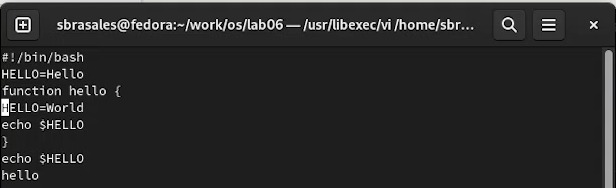 sbrasales@fedora:~/work/os/lab06 — /usr/libexec/vi /home/sbr...
#!/bin/bash
HELLO=Hello
function hello {
HELLO=World
echo $HELLO
}
echo $HELLO
hello